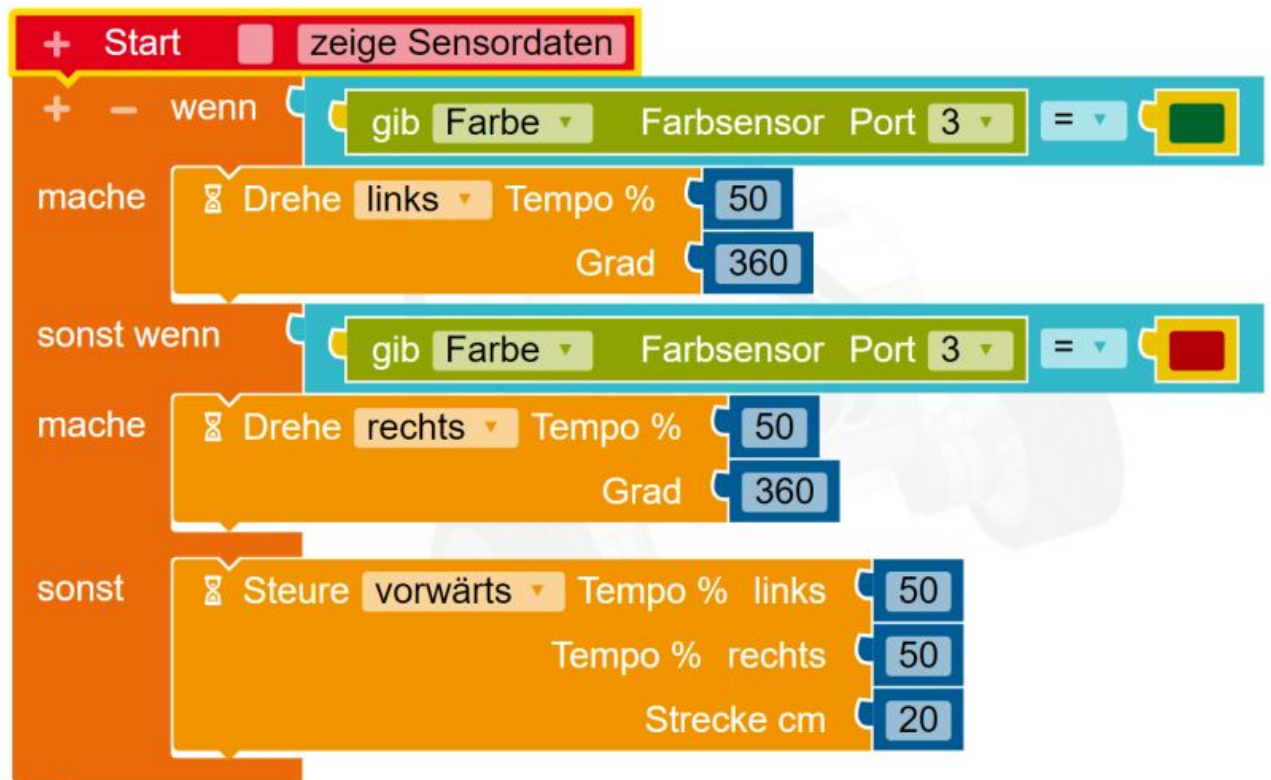 + Start zeige Sensordaten
+ − wenn gib Farbe Farbsensor Port 3 =
mache Drehe links Tempo % 50
Grad 360
sonst wenn gib Farbe Farbsensor Port 3 =
mache Drehe rechts Tempo % 50
Grad 360
sonst Steure vorwärts Tempo % links 50
Tempo % rechts 50
Strecke cm 20